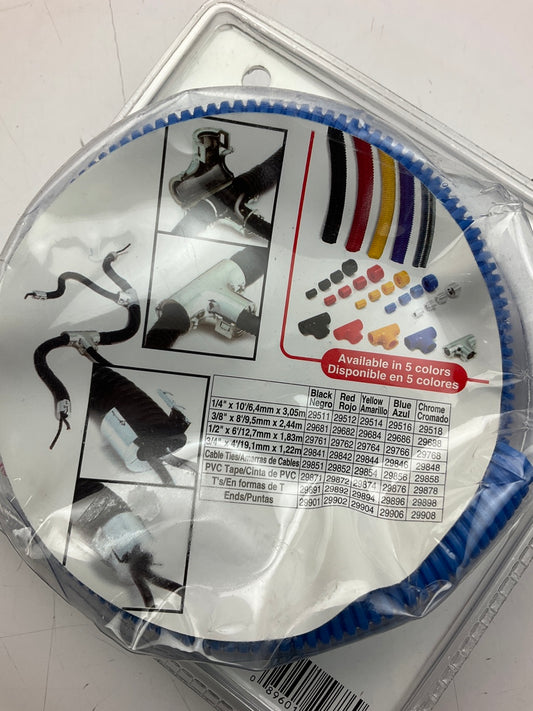 Available in 5 colors
Disponible en 5 colores
Black Red Yellow Blue Chrome
Negro Rojo Amarillo Azul Cromado
1/4" x 10'/6,4mm x 3,05m 29511 29512 29514 29516 29518
3/8" x 8'/9,5mm x 2,44m 29681 29682 29684 29686 29688
1/2" x 6'/12,7mm x 1,83m 29761 29762 29764 29766 29768
3/4" x 4'/19,1mm x 1,22m 29841 29842 29844 29846 29848
Cable Ties/Amarras de Cables 29851 29852 29854 29856 29858
PVC Tape/Cinta de PVC 29871 29872 29874 29876 29878
T's/En formas de T 29891 29892 29894 29896 29898
Ends/Puntas 29901 29902 29904 29906 29908
0 89601